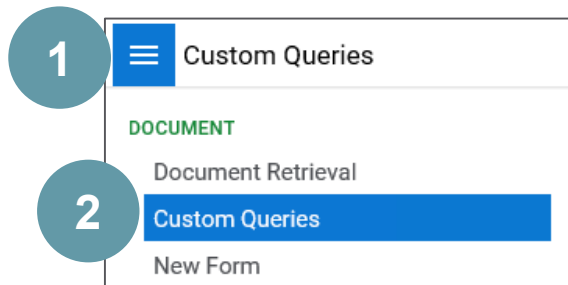 1
Custom Queries
DOCUMENT
Document Retrieval
2
Custom Queries
New Form